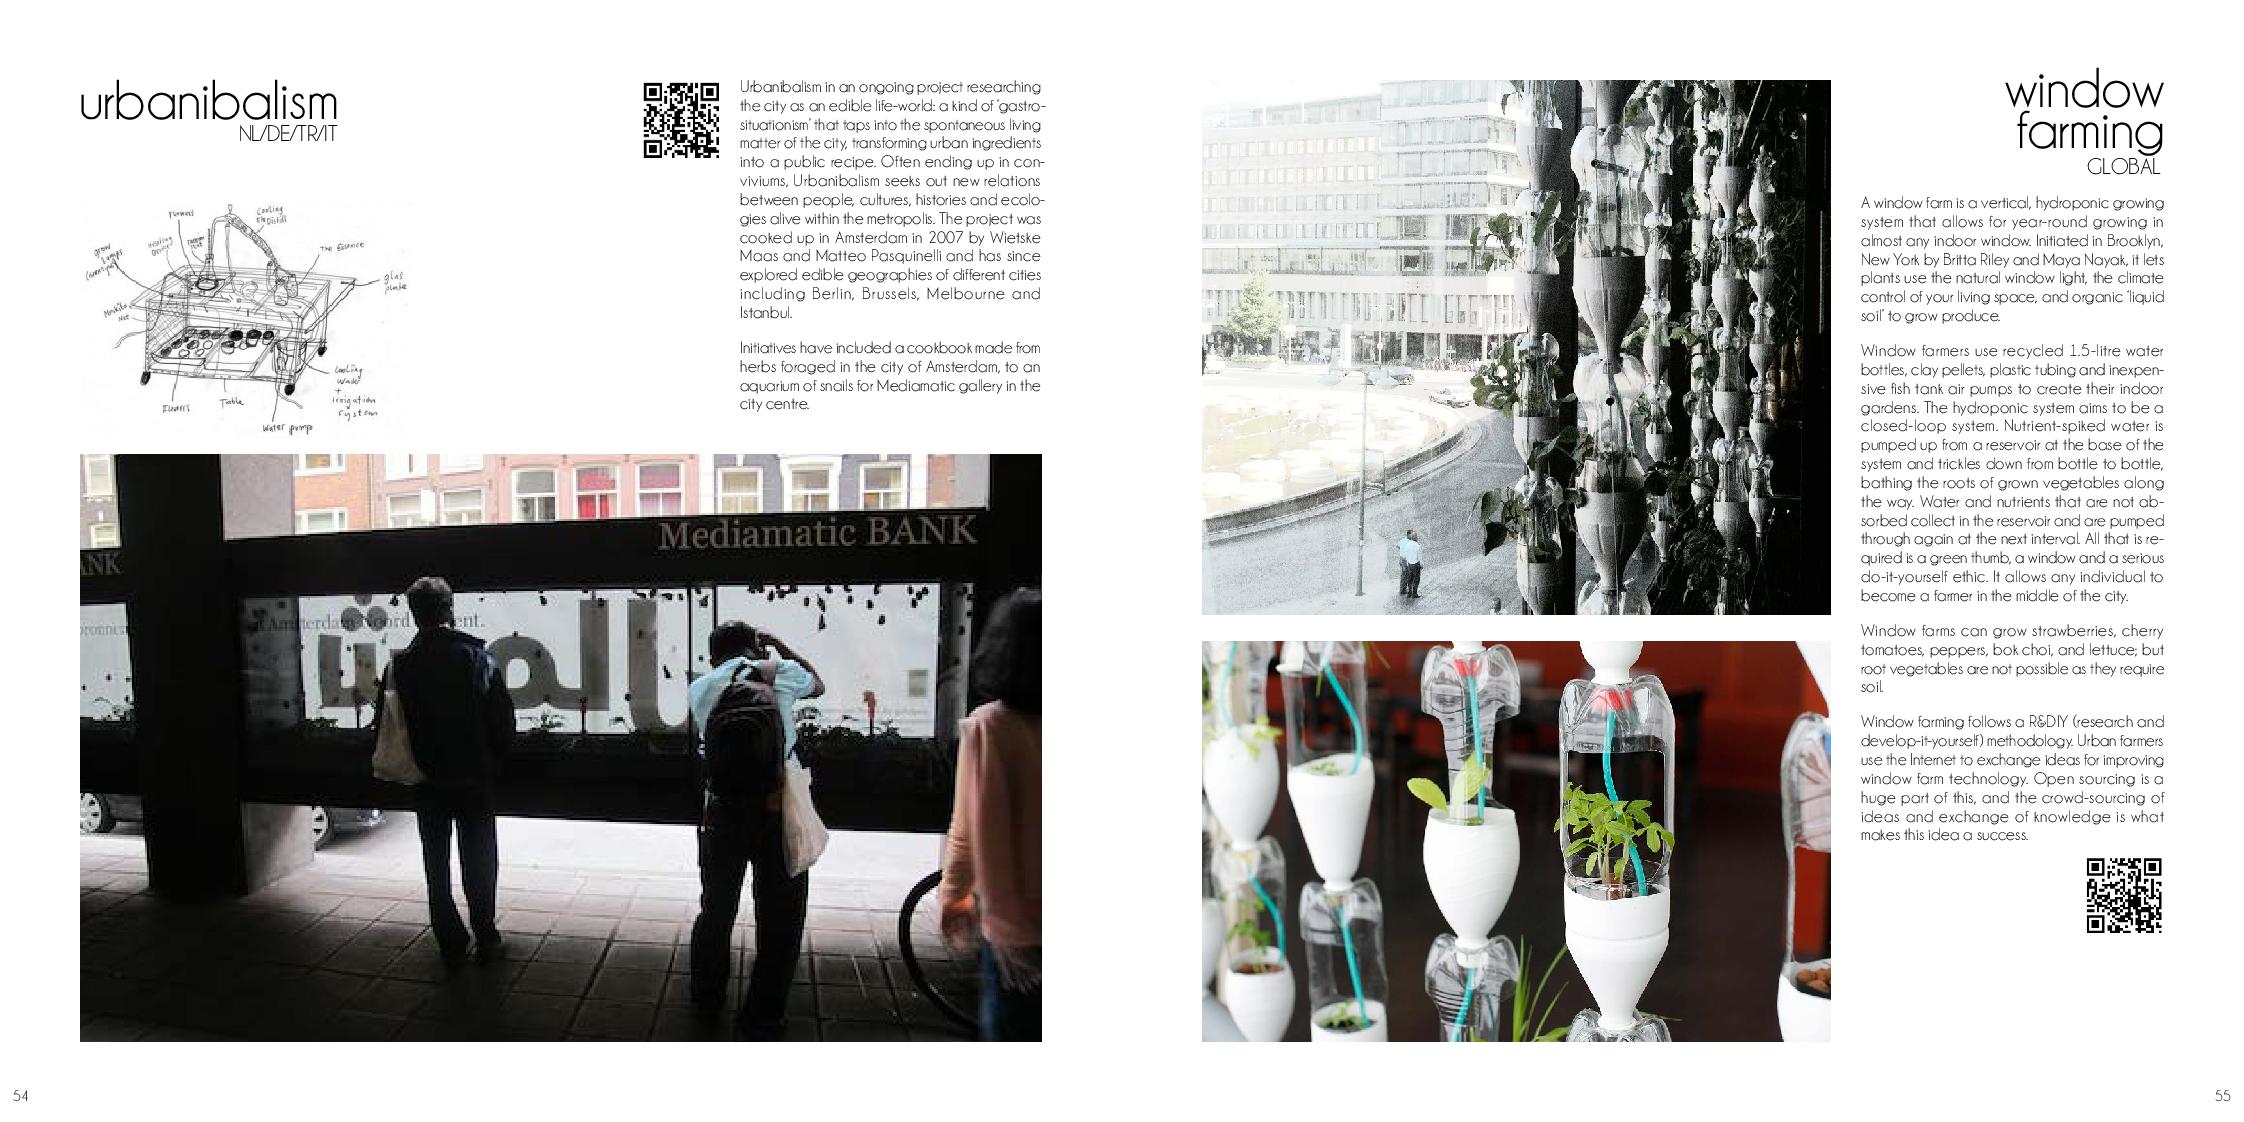 urbanibalism
NL/DE/TR/IT
Flowers
Cooling
the Distill
The Essence
glas
plate
Cooling
Water
+
irrigation
system
Water pump
Table
Flowers
Urbanibalism in an ongoing project researching
the city as an edible life-world: a kind of 'gastro-
situationism' that taps into the spontaneous living
matter of the city, transforming urban ingredients
into a public recipe. Often ending up in con-
viviums, Urbanibalism seeks out new relations
between people, cultures, histories and ecolo-
gies alive within the metropolis. The project was
cooked up in Amsterdam in 2007 by Wietske
Maas and Matteo Pasquinelli and has since
explored edible geographies of different cities
including Berlin, Brussels, Melbourne and
Istanbul.
Initiatives have included a cookbook made from
herbs foraged in the city of Amsterdam, to an
aquarium of snails for Mediamatic gallery in the
city centre.
Mediamatic BANK
ANK
54
window
farming
GLOBAL
A window farm is a vertical, hydroponic growing
system that allows for year-round growing in
almost any indoor window. Initiated in Brooklyn,
New York by Britta Riley and Maya Nayak, it lets
plants use the natural window light, the climate
control of your living space, and organic 'liquid
soil' to grow produce.
Window farmers use recycled 1.5-litre water
bottles, clay pellets, plastic tubing and inexpen-
sive fish tank air pumps to create their indoor
gardens. The hydroponic system aims to be a
closed-loop system. Nutrient-spiked water is
pumped up from a reservoir at the base of the
system and trickles down from bottle to bottle,
bathing the roots of grown vegetables along
the way. Water and nutrients that are not ab-
sorbed collect in the reservoir and are pumped
through again at the next interval. All that is re-
quired is a green thumb, a window and a serious
do-it-yourself ethic. It allows any individual to
become a farmer in the middle of the city.
Window farms can grow strawberries, cherry
tomatoes, peppers, bok choi, and lettuce; but
root vegetables are not possible as they require
soil.
Window farming follows a R&DIY (research and
develop-it-yourself) methodology. Urban farmers
use the Internet to exchange ideas for improving
window farm technology. Open sourcing is a
huge part of this, and the crowd-sourcing of
ideas and exchange of knowledge is what
makes this idea a success.
55